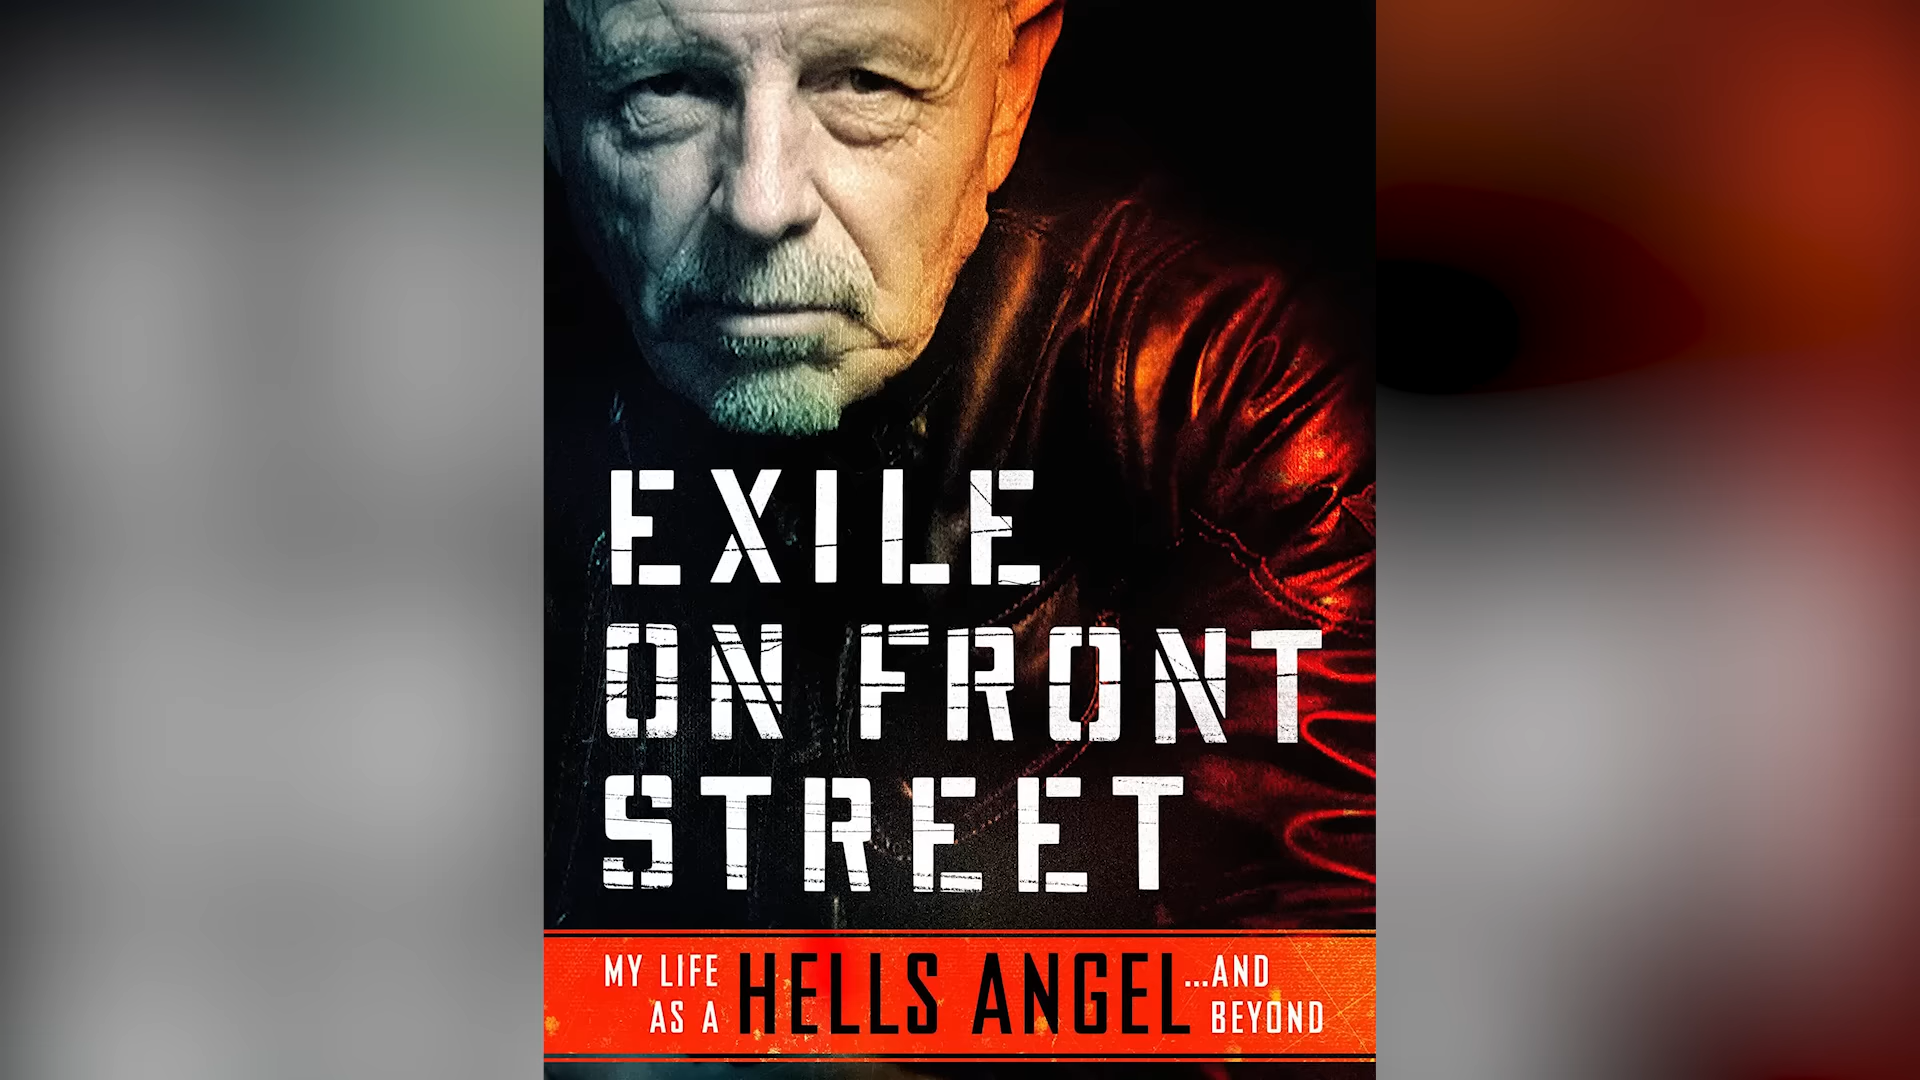 EXILE
ON FRONT
STREET
MY LIFE
AS A
HELLS ANGEL
...AND
BEYOND